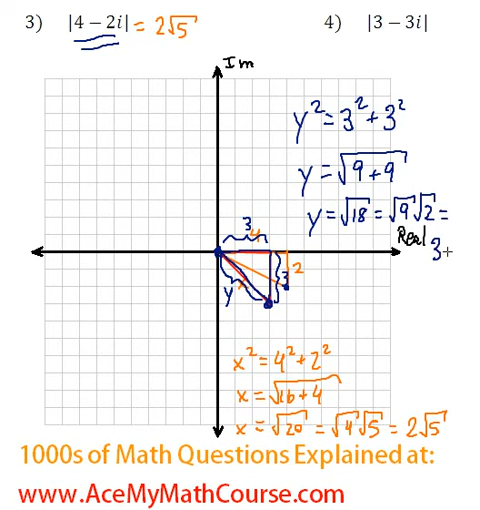 3) |4 − 2i| = 2√5
4) |3 − 3i|
Im
y² = 3² + 3²
y = √9 + 9
y = √18 = √9 √2 =
3
Real
3
4
3
2
y
x
x² = 4² + 2²
x = √16 + 4
x = √20 = √4 √5 = 2√5
1000s of Math Questions Explained at:
www.AceMyMathCourse.com